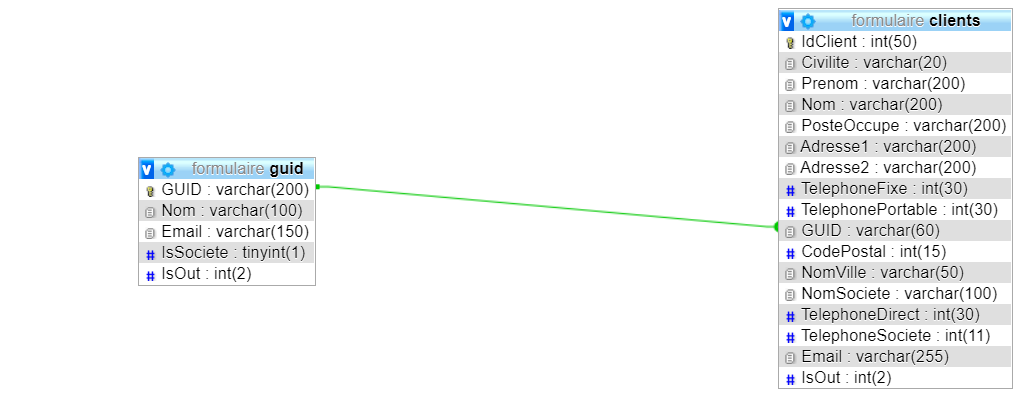 v formulaire guid
GUID : varchar(200)
Nom : varchar(100)
Email : varchar(150)
# IsSociete : tinyint(1)
# IsOut : int(2)
v formulaire clients
IdClient : int(50)
Civilite : varchar(20)
Prenom : varchar(200)
Nom : varchar(200)
PosteOccupe : varchar(200)
Adresse1 : varchar(200)
Adresse2 : varchar(200)
# TelephoneFixe : int(30)
# TelephonePortable : int(30)
GUID : varchar(60)
# CodePostal : int(15)
NomVille : varchar(50)
NomSociete : varchar(100)
# TelephoneDirect : int(30)
# TelephoneSociete : int(11)
Email : varchar(255)
# IsOut : int(2)